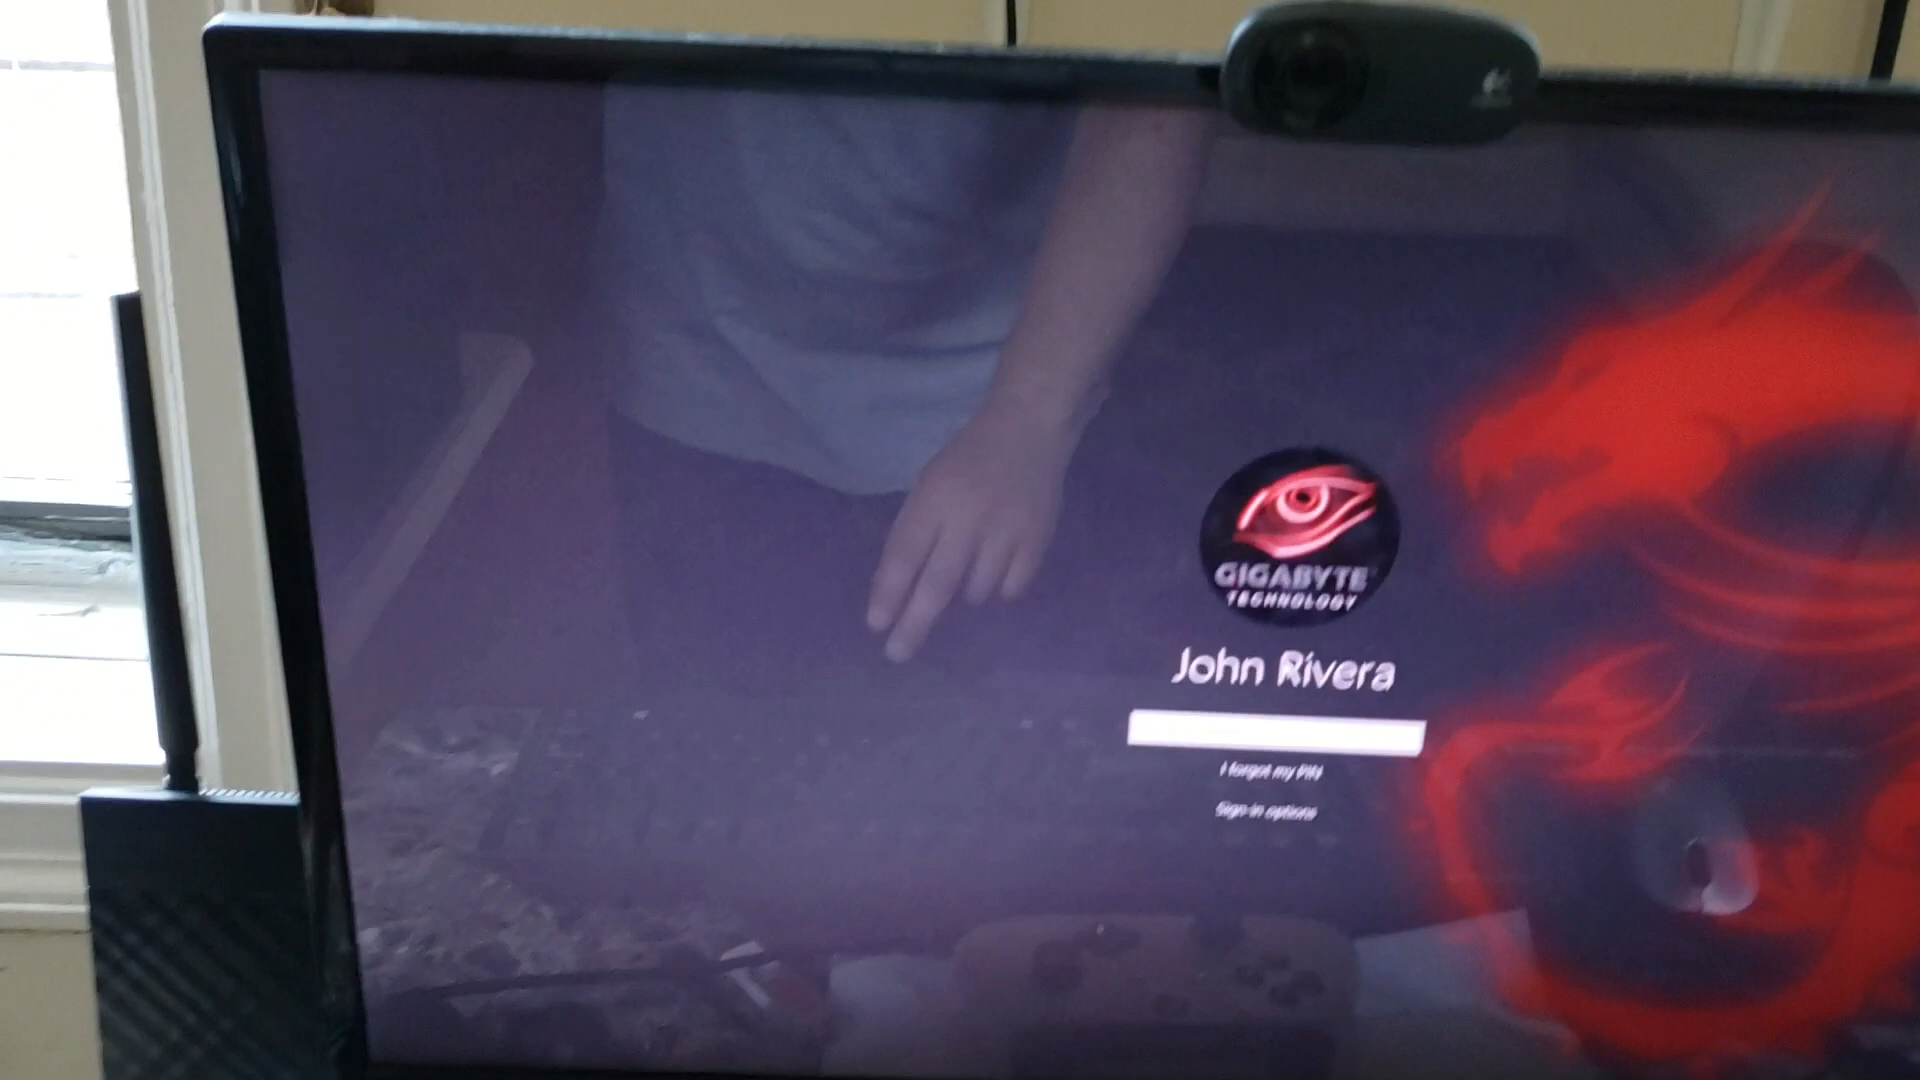 GIGABYTE
TECHNOLOGY
John Rivera
I forgot my PIN
Sign-in options